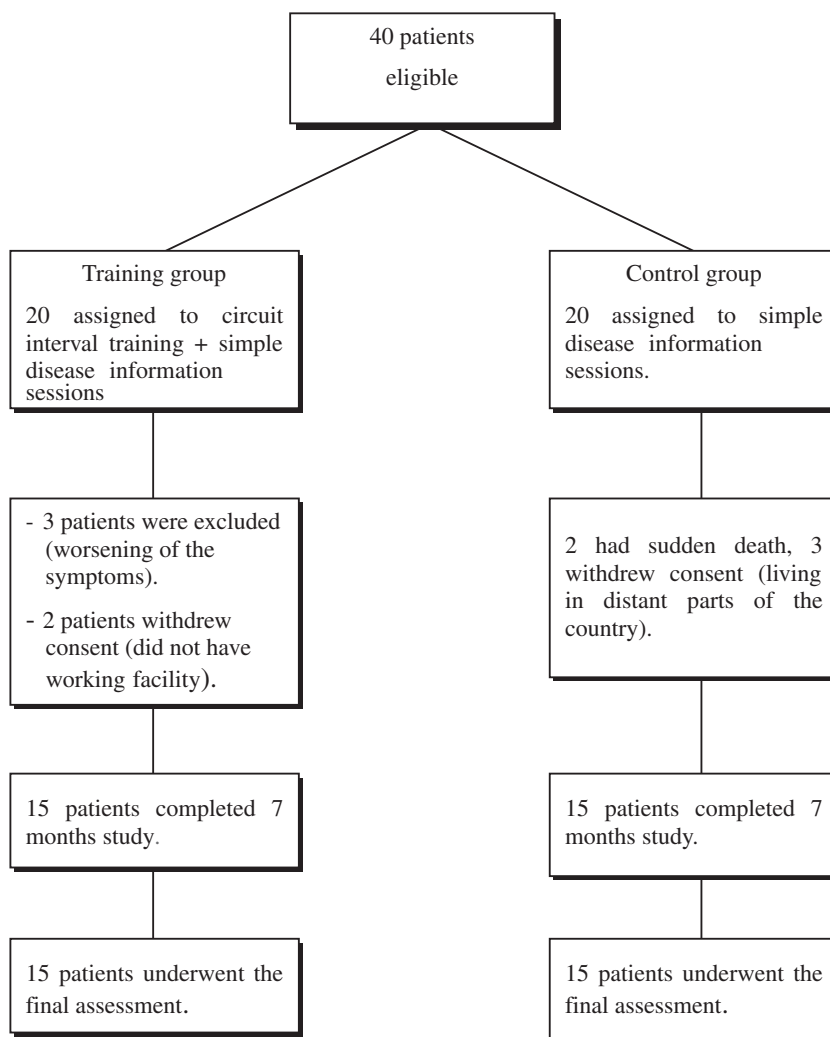 40 patients
eligible
Training group
20 assigned to circuit
interval training + simple
disease information
sessions
Control group
20 assigned to simple
disease information
sessions.
- 3 patients were excluded
(worsening of the
symptoms).
- 2 patients withdrew
consent (did not have
working facility).
2 had sudden death, 3
withdrew consent (living
in distant parts of the
country).
15 patients completed 7
months study.
15 patients completed 7
months study.
15 patients underwent the
final assessment.
15 patients underwent the
final assessment.